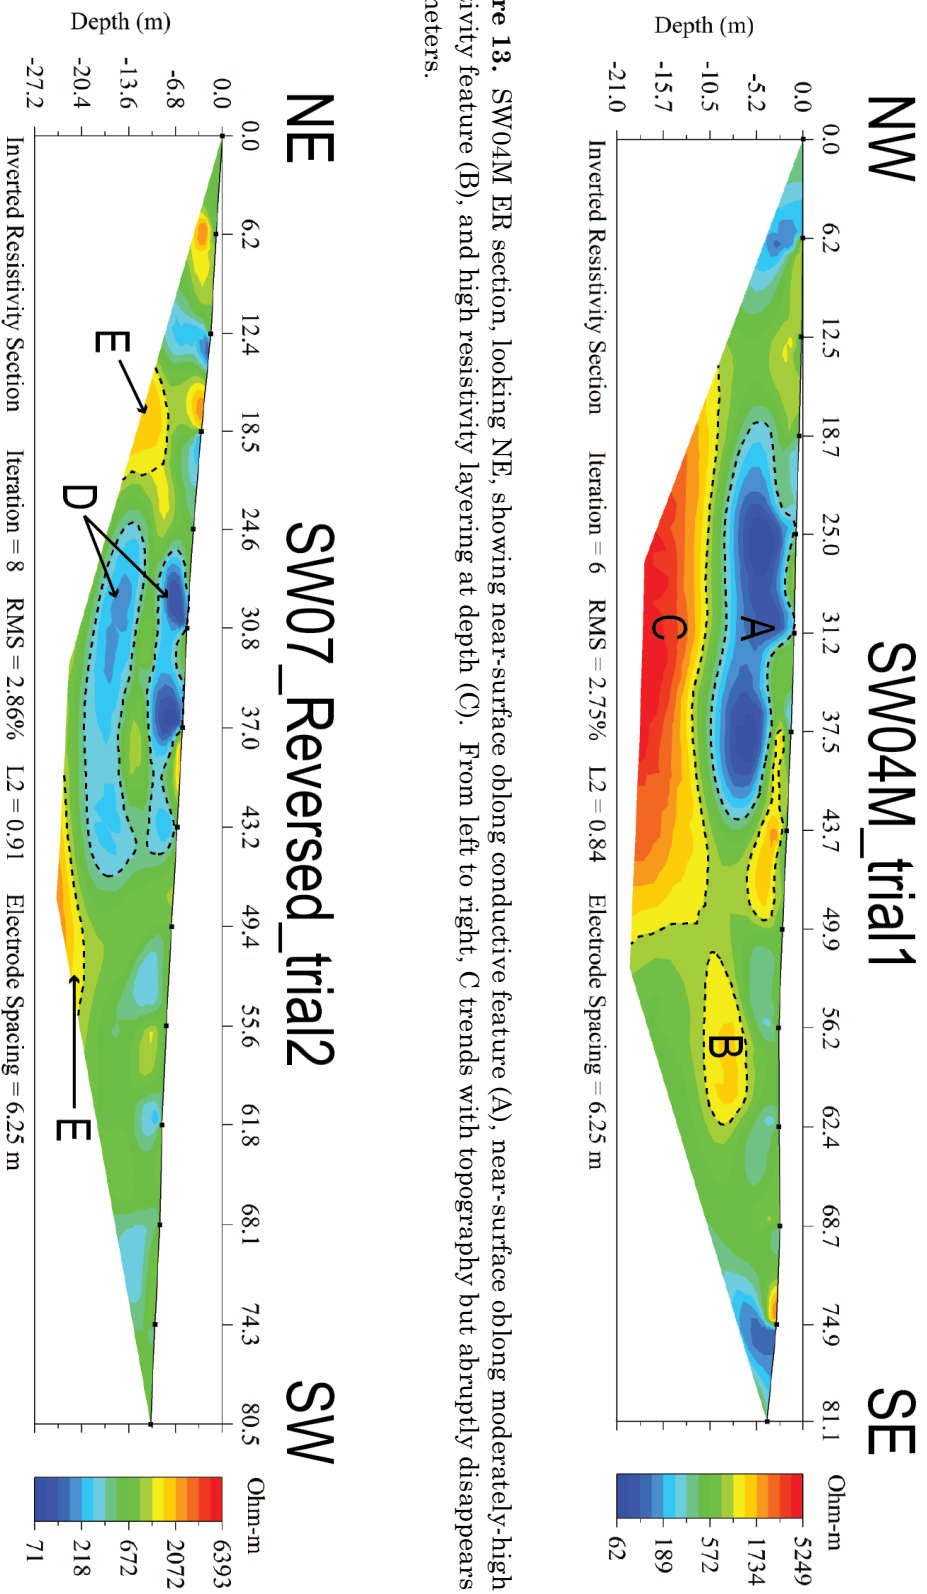 NW
SW04M_trial1
SE
0.0 6.2 12.5 18.7 25.0 31.2 37.5 43.7 49.9 56.2 62.4 68.7 74.9 81.1
Depth (m)
0.0
-5.2
-10.5
-15.7
-21.0
A
B
C
Ohm-m
5249
1734
572
189
62
Inverted Resistivity Section Iteration = 6 RMS = 2.75% L2 = 0.84 Electrode Spacing = 6.25 m
re 13. SW04M ER section, looking NE, showing near-surface oblong conductive feature (A), near-surface oblong moderately-high
ivity feature (B), and high resistivity layering at depth (C). From left to right, C trends with topography but abruptly disappears
meters.
NE
SW07_Reversed_trial2
SW
0.0 6.2 12.4 18.5 24.6 30.8 37.0 43.2 49.4 55.6 61.8 68.1 74.3 80.5
Depth (m)
0.0
-6.8
-13.6
-20.4
-27.2
E
D
E
Ohm-m
6393
2072
672
218
71
Inverted Resistivity Section Iteration = 8 RMS = 2.86% L2 = 0.91 Electrode Spacing = 6.25 m